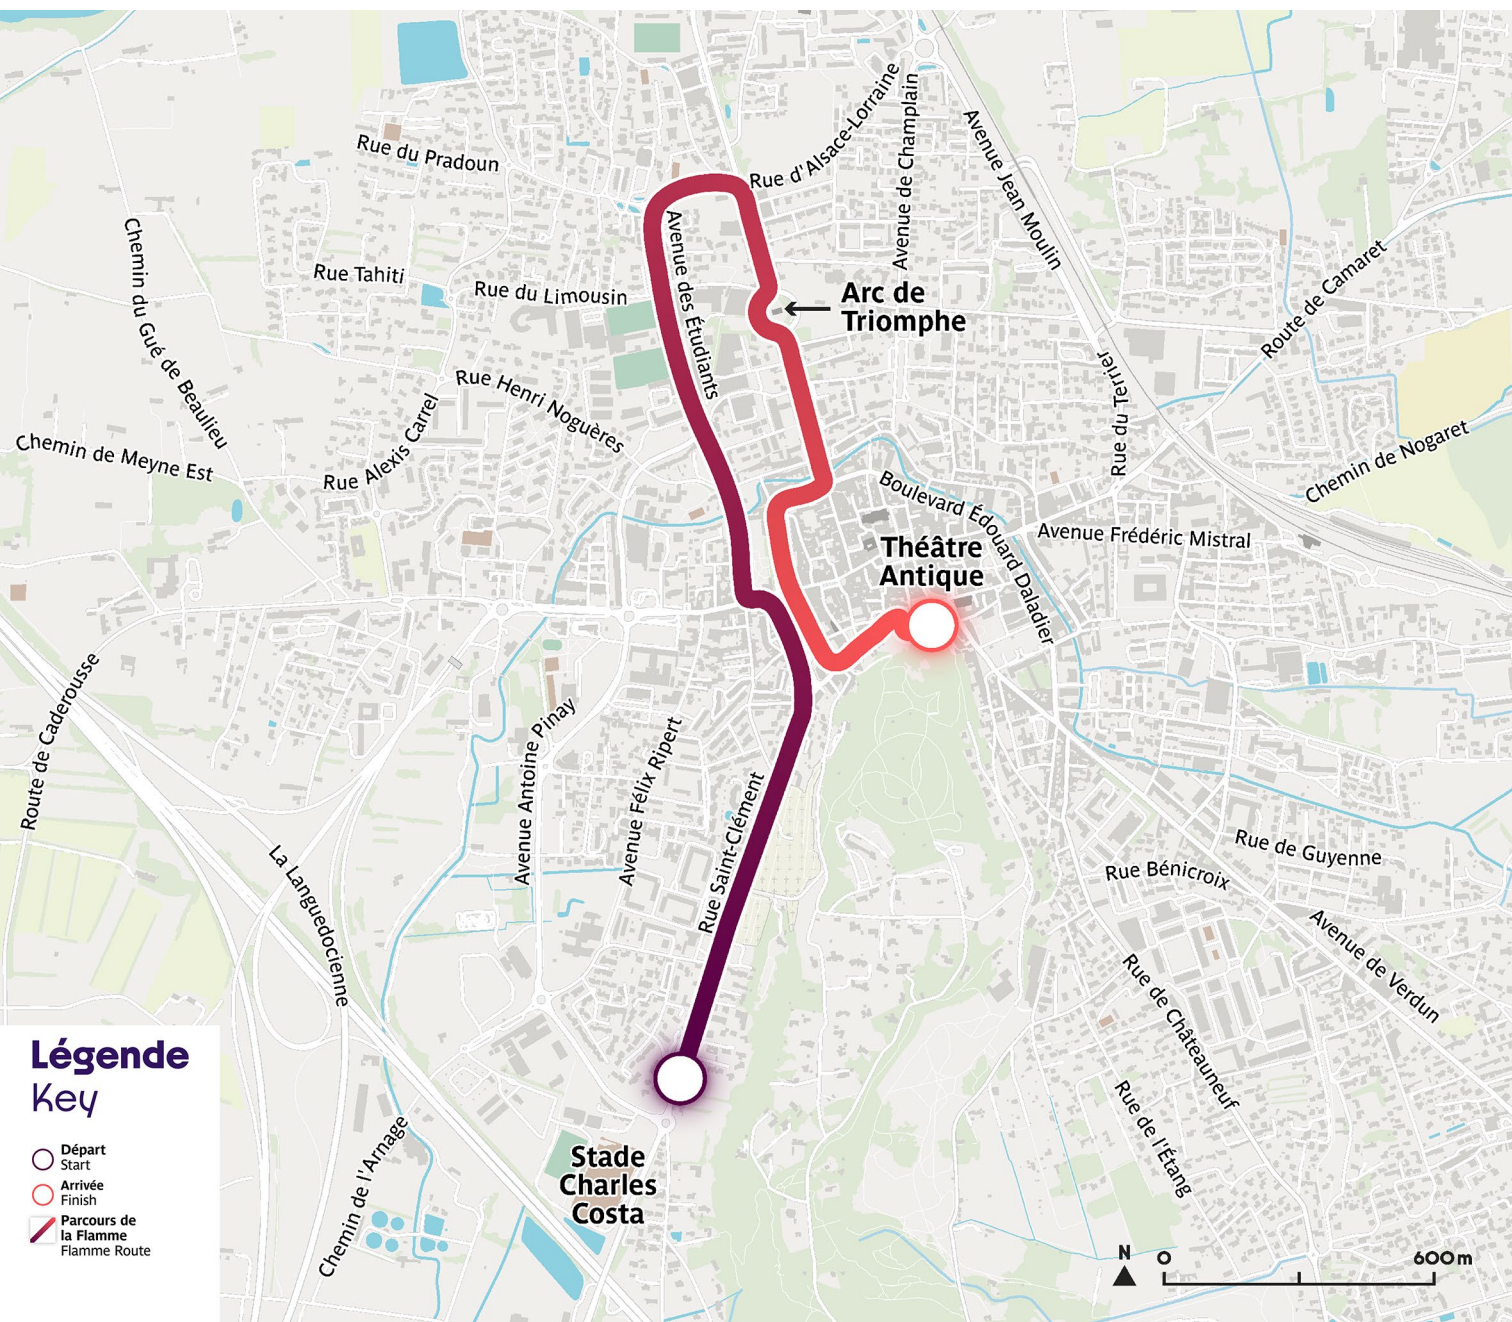 Rue d'Alsace-Lorraine
Avenue de Champlain
Avenue Jean Moulin
Rue du Pradoun
Chemin du Gué de Beaulieu
Rue Tahiti
Rue du Limousin
Avenue des Étudiants
Arc de
Triomphe
Route de Camaret
Rue du Terrier
Rue Henri Noguères
Rue Alexis Carrel
Chemin de Meyne Est
Chemin de Nogaret
Boulevard Édouard Daladier
Avenue Frédéric Mistral
Théâtre
Antique
Route de Caderousse
Avenue Antoine Pinay
Avenue Félix Ripert
Rue Saint-Clément
La Languedocienne
Rue de Guyenne
Rue Bénicroix
Avenue de Verdun
Rue de Châteauneuf
Rue de l'Étang
Chemin de l'Arnage
Stade
Charles
Costa
Légende
Key
Départ
Start
Arrivée
Finish
Parcours de
la Flamme
Flamme Route
N
0
600 m